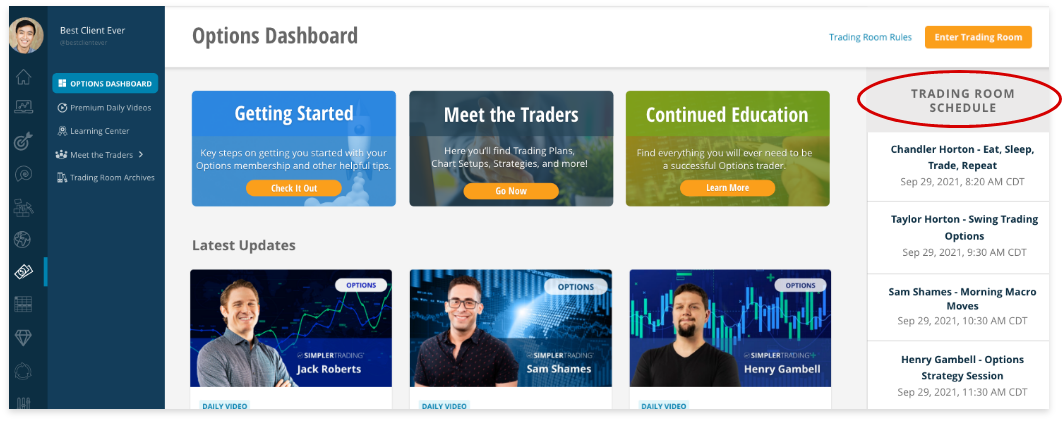 Best Client Ever
@bestclientever
OPTIONS DASHBOARD
Premium Daily Videos
Learning Center
Meet the Traders
Trading Room Archives
Options Dashboard
Trading Room Rules
Enter Trading Room
Getting Started
Key steps on getting you started with your
Options membership and other helpful tips.
Check It Out
Meet the Traders
Here you'll find Trading Plans,
Chart Setups, Strategies, and more!
Go Now
Continued Education
Find everything you will ever need to be
a successful Options trader.
Learn More
Latest Updates
OPTIONS
SIMPLERTRADING
Jack Roberts
DAILY VIDEO
OPTIONS
SIMPLERTRADING
Sam Shames
DAILY VIDEO
OPTIONS
SIMPLERTRADING
Henry Gambell
DAILY VIDEO
TRADING ROOM
SCHEDULE
Chandler Horton - Eat, Sleep,
Trade, Repeat
Sep 29, 2021, 8:20 AM CDT
Taylor Horton - Swing Trading
Options
Sep 29, 2021, 9:30 AM CDT
Sam Shames - Morning Macro
Moves
Sep 29, 2021, 10:30 AM CDT
Henry Gambell - Options
Strategy Session
Sep 29, 2021, 11:30 AM CDT